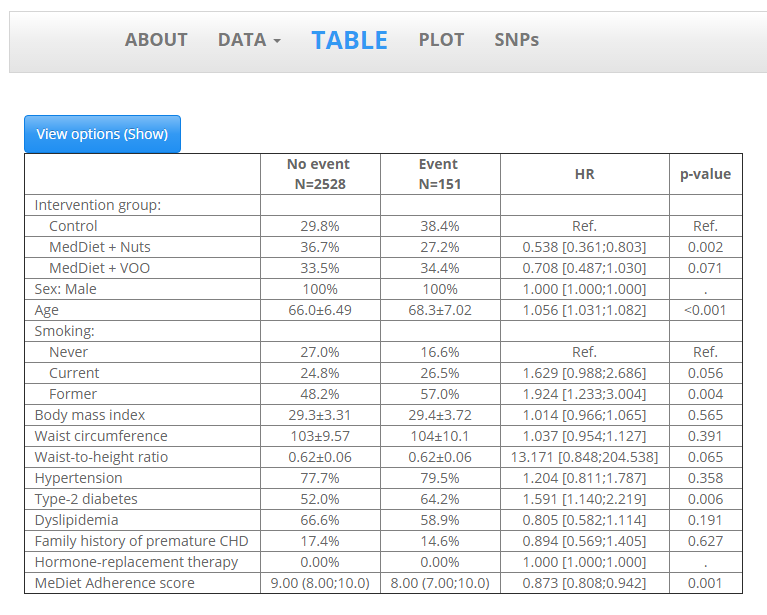 ABOUT DATA TABLE PLOT SNPs
View options (Show)
No event Event HR p-value
N=2528 N=151
Intervention group:
Control 29.8% 38.4% Ref. Ref.
MedDiet + Nuts 36.7% 27.2% 0.538 [0.361;0.803] 0.002
MedDiet + VOO 33.5% 34.4% 0.708 [0.487;1.030] 0.071
Sex: Male 100% 100% 1.000 [1.000;1.000] .
Age 66.0±6.49 68.3±7.02 1.056 [1.031;1.082] <0.001
Smoking:
Never 27.0% 16.6% Ref. Ref.
Current 24.8% 26.5% 1.629 [0.988;2.686] 0.056
Former 48.2% 57.0% 1.924 [1.233;3.004] 0.004
Body mass index 29.3±3.31 29.4±3.72 1.014 [0.966;1.065] 0.565
Waist circumference 103±9.57 104±10.1 1.037 [0.954;1.127] 0.391
Waist-to-height ratio 0.62±0.06 0.62±0.06 13.171 [0.848;204.538] 0.065
Hypertension 77.7% 79.5% 1.204 [0.811;1.787] 0.358
Type-2 diabetes 52.0% 64.2% 1.591 [1.140;2.219] 0.006
Dyslipidemia 66.6% 58.9% 0.805 [0.582;1.114] 0.191
Family history of premature CHD 17.4% 14.6% 0.894 [0.569;1.405] 0.627
Hormone-replacement therapy 0.00% 0.00% 1.000 [1.000;1.000] .
MeDiet Adherence score 9.00 (8.00;10.0) 8.00 (7.00;10.0) 0.873 [0.808;0.942] 0.001